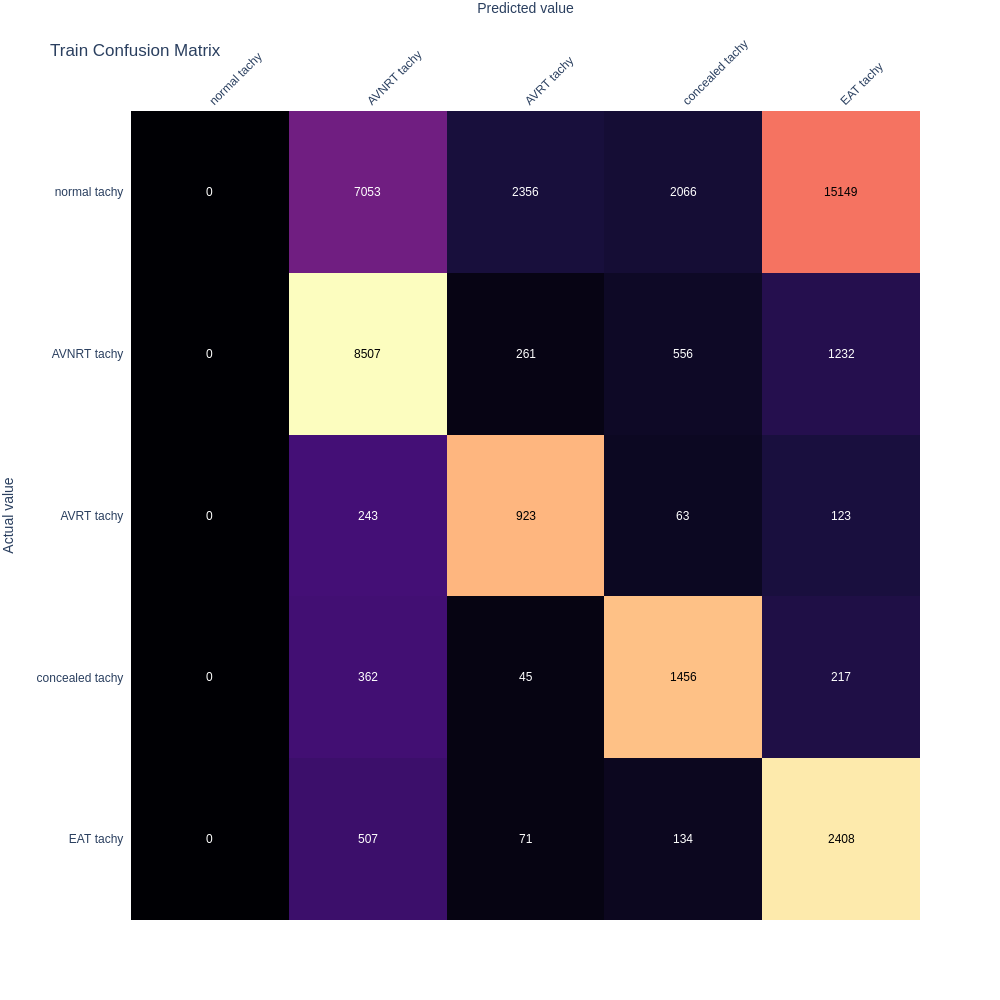 Predicted value
Train Confusion Matrix
normal tachy AVNRT tachy AVRT tachy concealed tachy EAT tachy
normal tachy 0 7053 2356 2066 15149
AVNRT tachy 0 8507 261 556 1232
Actual value
AVRT tachy 0 243 923 63 123
concealed tachy 0 362 45 1456 217
EAT tachy 0 507 71 134 2408